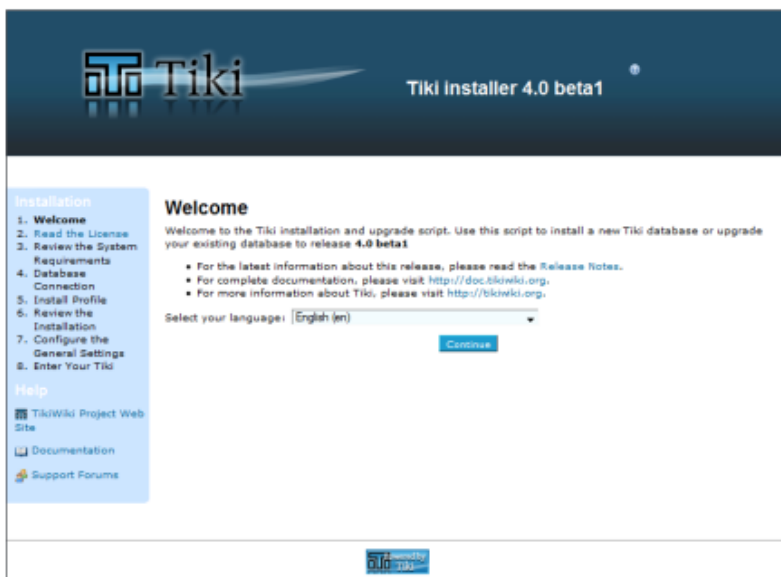 Tiki
Tiki installer 4.0 beta1
Installation
1. Welcome
2. Read the License
3. Review the System
Requirements
4. Database
Connection
5. Install Profile
6. Review the
Installation
7. Configure the
General Settings
8. Enter Your Tiki
Help
TikiWiki Project Web
Site
Documentation
Support Forums
Welcome
Welcome to the Tiki installation and upgrade script. Use this script to install a new Tiki database or upgrade
your existing database to release 4.0 beta1
• For the latest information about this release, please read the Release Notes.
• For complete documentation, please visit http://doc.tikiwiki.org.
• For more information about Tiki, please visit http://tikiwiki.org.
Select your language: English (en)
Continue
Powered by
Tiki